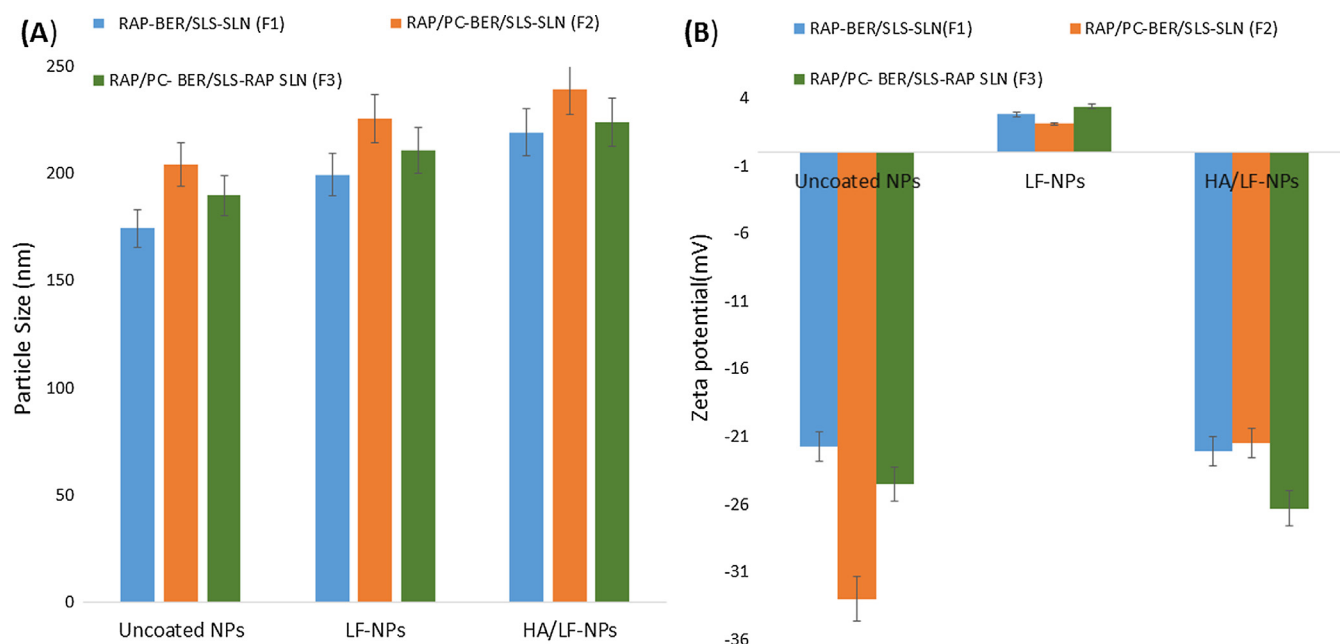 (A)
RAP-BER/SLS-SLN (F1)
RAP/PC-BER/SLS-SLN (F2)
RAP/PC- BER/SLS-RAP SLN (F3)
Particle Size (nm)
250
200
150
100
50
0
Uncoated NPs
LF-NPs
HA/LF-NPs
(B)
RAP-BER/SLS-SLN(F1)
RAP/PC-BER/SLS-SLN (F2)
RAP/PC- BER/SLS-RAP SLN (F3)
Zeta potential(mV)
4
-1
-6
-11
-16
-21
-26
-31
-36
Uncoated NPs
LF-NPs
HA/LF-NPs